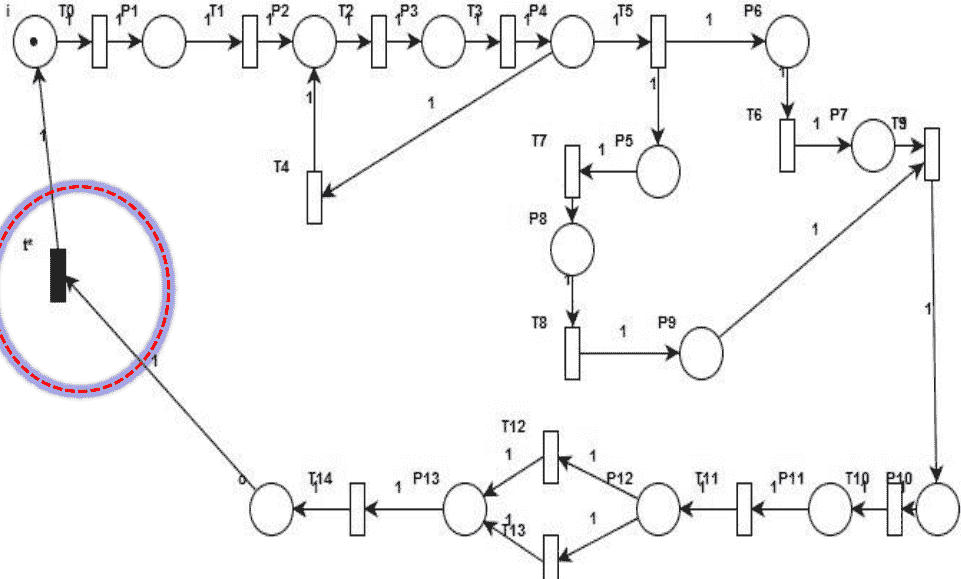 i T0 P1 T1 P2 T2 P3 T3 P4 T5 1 P6
1 1 1 1 1 1 1 1 1
1 1 1 1
T6 P7 T9
1
1
T7 1 P5
T4
P8
t*
1
1
1
T8 1 P9
1
T12
1 1
o T14 1 P13 P12 T11 P11 T10 P10
1 1 1 1 1
1 1
T13